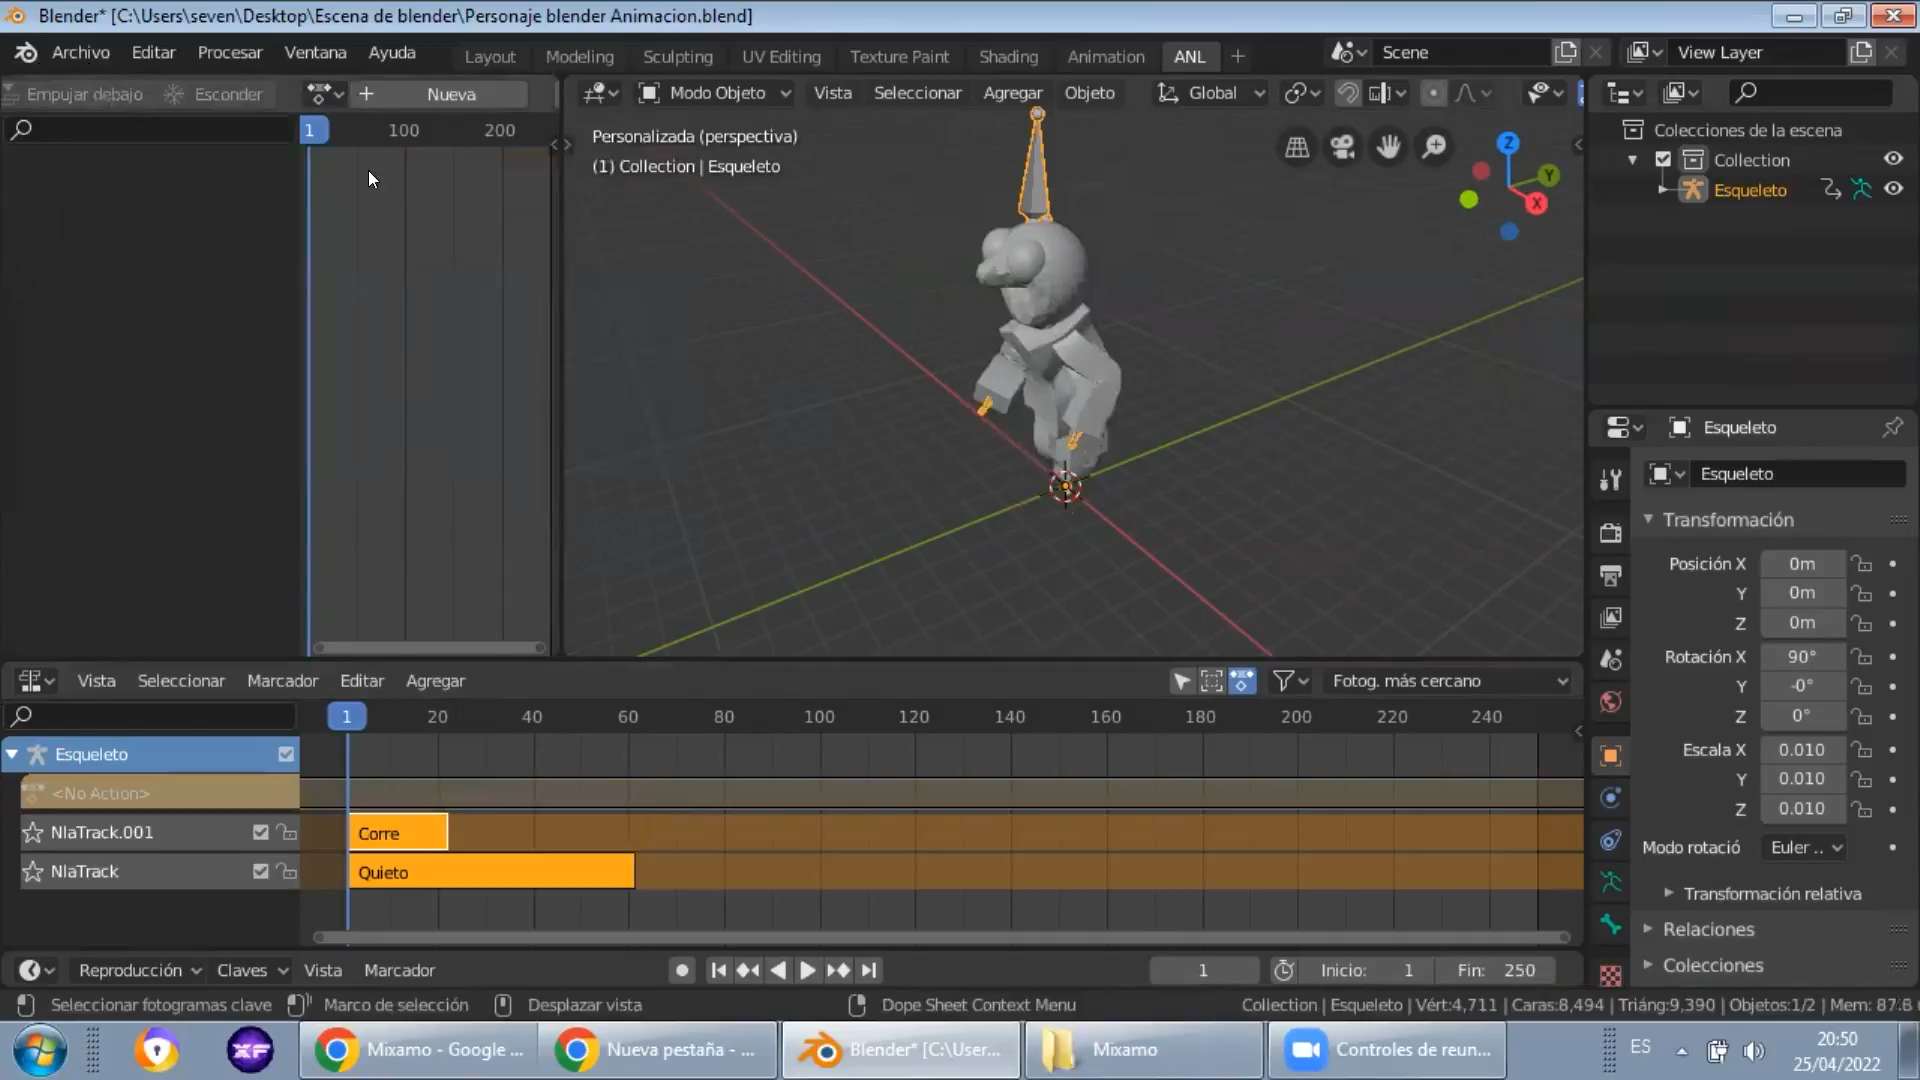 Blender* [C:\Users\seven\Desktop\Escena de blender\Personaje blender Animacion.blend]
Archivo Editar Procesar Ventana Ayuda Layout Modeling Sculpting UV Editing Texture Paint Shading Animation ANL + Scene View Layer
Empujar debajo Esconder + Nueva Modo Objeto Vista Seleccionar Agregar Objeto Global
1 100 200
Personalizada (perspectiva)
(1) Collection | Esqueleto
Z
Y
X
Colecciones de la escena
Collection
Esqueleto
Esqueleto
Esqueleto
Transformación
Posición X 0m
Y 0m
Z 0m
Rotación X 90°
Y -0°
Z 0°
Escala X 0.010
Y 0.010
Z 0.010
Modo rotació Euler ..
Transformación relativa
Relaciones
Colecciones
Vista Seleccionar Marcador Editar Agregar Fotog. más cercano
1 20 40 60 80 100 120 140 160 180 200 220 240
Esqueleto
<No Action>
NlaTrack.001 Corre
NlaTrack Quieto
Reproducción Claves Vista Marcador 1 Inicio: 1 Fin: 250
Seleccionar fotogramas clave Marco de selección Desplazar vista Dope Sheet Context Menu Collection | Esqueleto | Vért:4,711 | Caras:8,494 | Triáng:9,390 | Objetos:1/2 | Mem: 87.6
XF Mixamo - Google ... Nueva pestaña - ... Blender* [C:\User... Mixamo Controles de reun... ES 20:50
25/04/2022